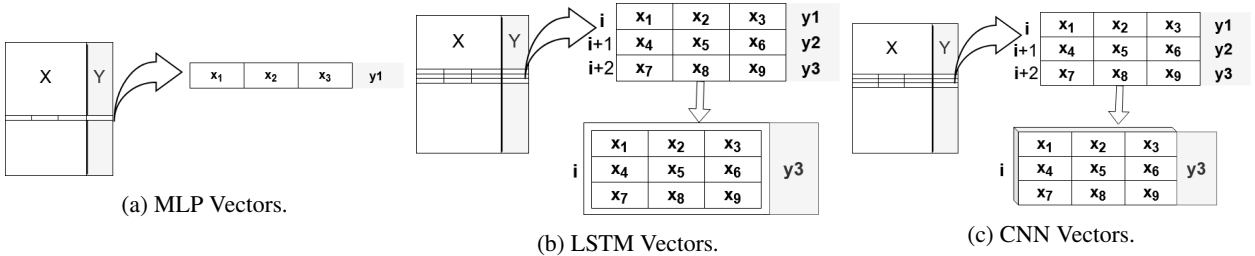 X Y
x1 x2 x3 y1
(a) MLP Vectors.
X Y
i x1 x2 x3 y1
i+1 x4 x5 x6 y2
i+2 x7 x8 x9 y3
x1 x2 x3
i x4 x5 x6 y3
x7 x8 x9
(b) LSTM Vectors.
X Y
i x1 x2 x3 y1
i+1 x4 x5 x6 y2
i+2 x7 x8 x9 y3
x1 x2 x3
i x4 x5 x6 y3
x7 x8 x9
(c) CNN Vectors.